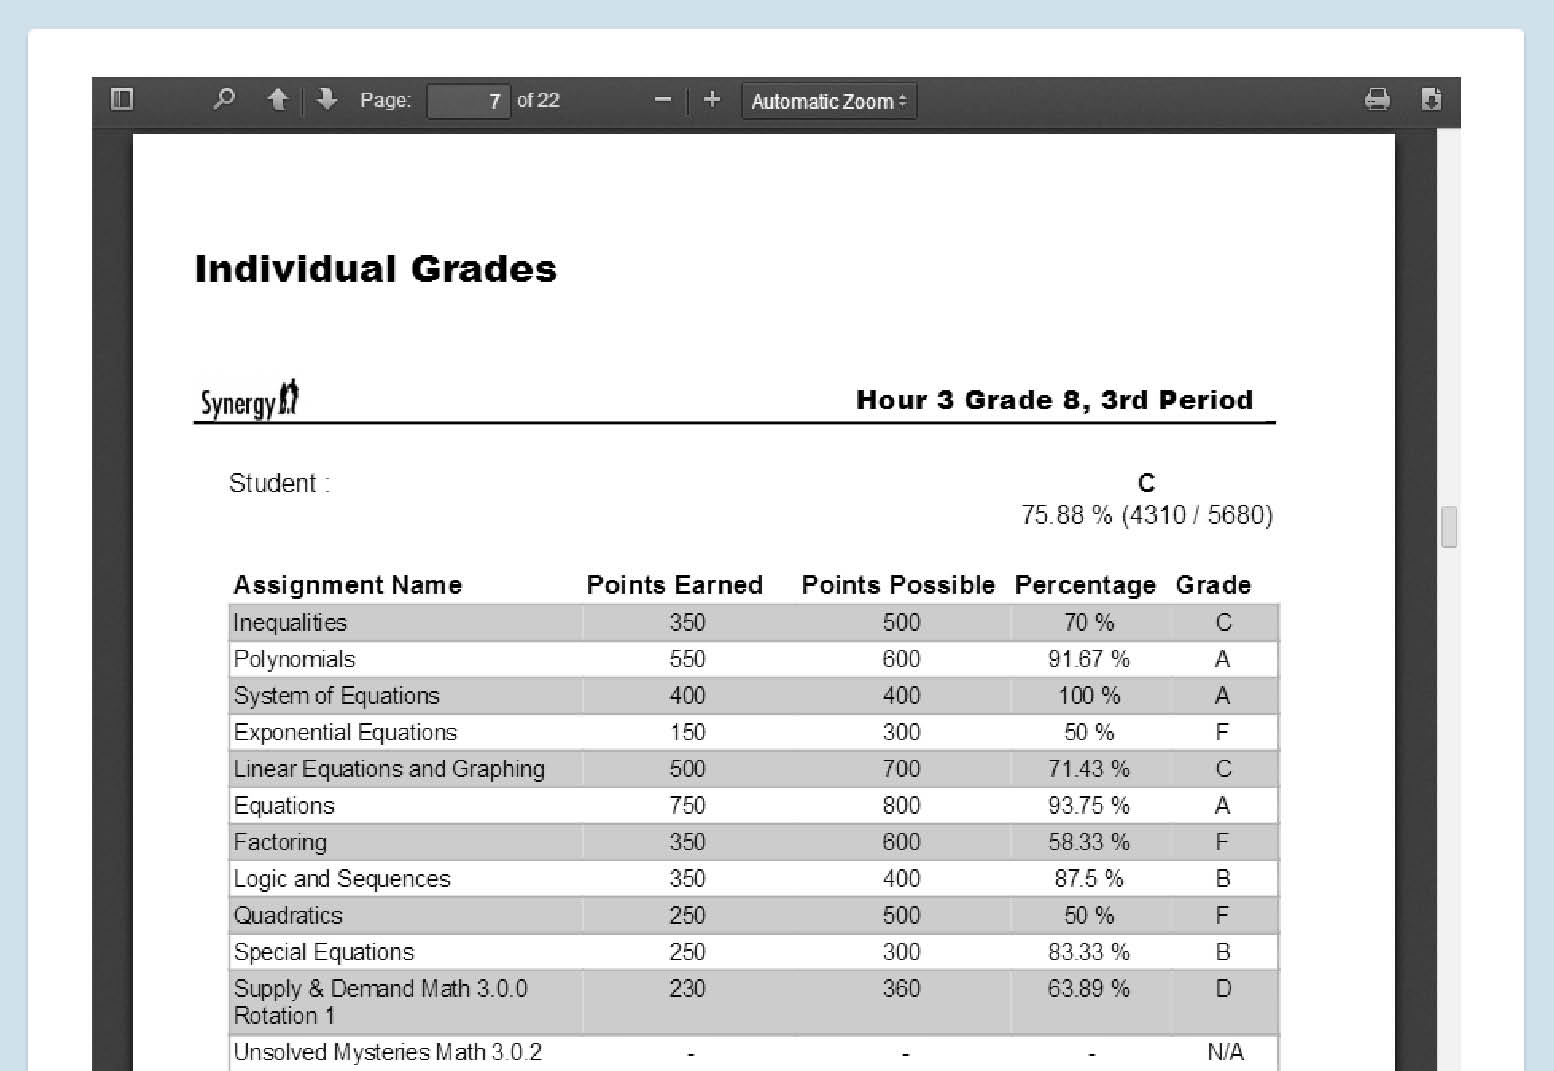 Page: 7 of 22 Automatic Zoom
Individual Grades
Synergy
Hour 3 Grade 8, 3rd Period
Student : C
75.88 % (4310 / 5680)
Assignment Name Points Earned Points Possible Percentage Grade
Inequalities 350 500 70 % C
Polynomials 550 600 91.67 % A
System of Equations 400 400 100 % A
Exponential Equations 150 300 50 % F
Linear Equations and Graphing 500 700 71.43 % C
Equations 750 800 93.75 % A
Factoring 350 600 58.33 % F
Logic and Sequences 350 400 87.5 % B
Quadratics 250 500 50 % F
Special Equations 250 300 83.33 % B
Supply & Demand Math 3.0.0 230 360 63.89 % D
Rotation 1
Unsolved Mysteries Math 3.0.2 - - - N/A